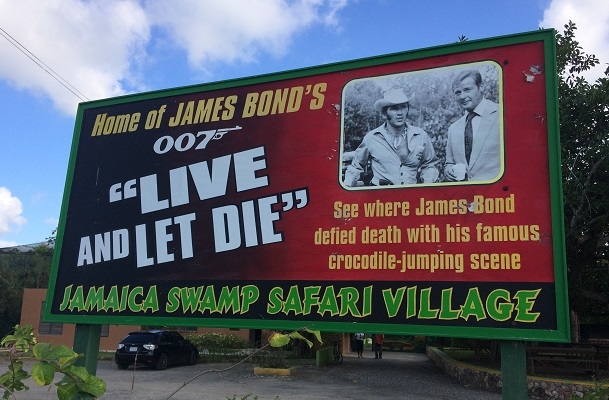 Home of JAMES BOND'S
007
"LIVE
AND LET DIE"
See where James Bond
defied death with his famous
crocodile-jumping scene
JAMAICA SWAMP SAFARI VILLAGE